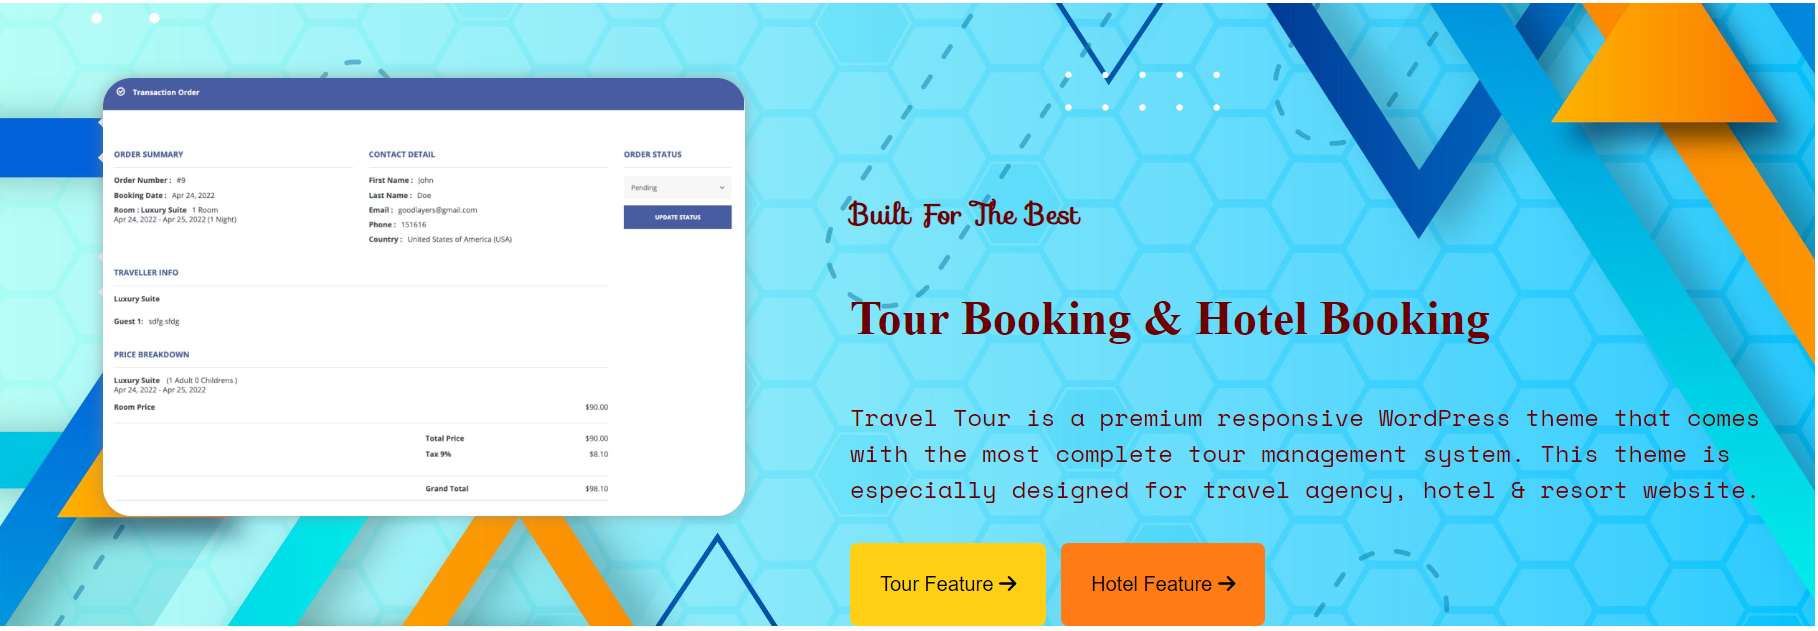 Transaction Order
ORDER SUMMARY
Order Number : #9
Booking Date : Apr 24, 2022
Room : Luxury Suite 1 Room
Apr 24, 2022 - Apr 25, 2022 (1 Night)
CONTACT DETAIL
First Name : John
Last Name : Doe
Email : goodlayers@gmail.com
Phone : 151616
Country : United States of America (USA)
ORDER STATUS
Pending
UPDATE STATUS
TRAVELLER INFO
Luxury Suite
Guest 1: sdfg sfdg
PRICE BREAKDOWN
Luxury Suite (1 Adult 0 Childrens )
Apr 24, 2022 - Apr 25, 2022
Room Price $90.00
Total Price $90.00
Tax 9% $8.10
Grand Total $98.10
Built For The Best
Tour Booking & Hotel Booking
Travel Tour is a premium responsive WordPress theme that comes
with the most complete tour management system. This theme is
especially designed for travel agency, hotel & resort website.
Tour Feature →
Hotel Feature →